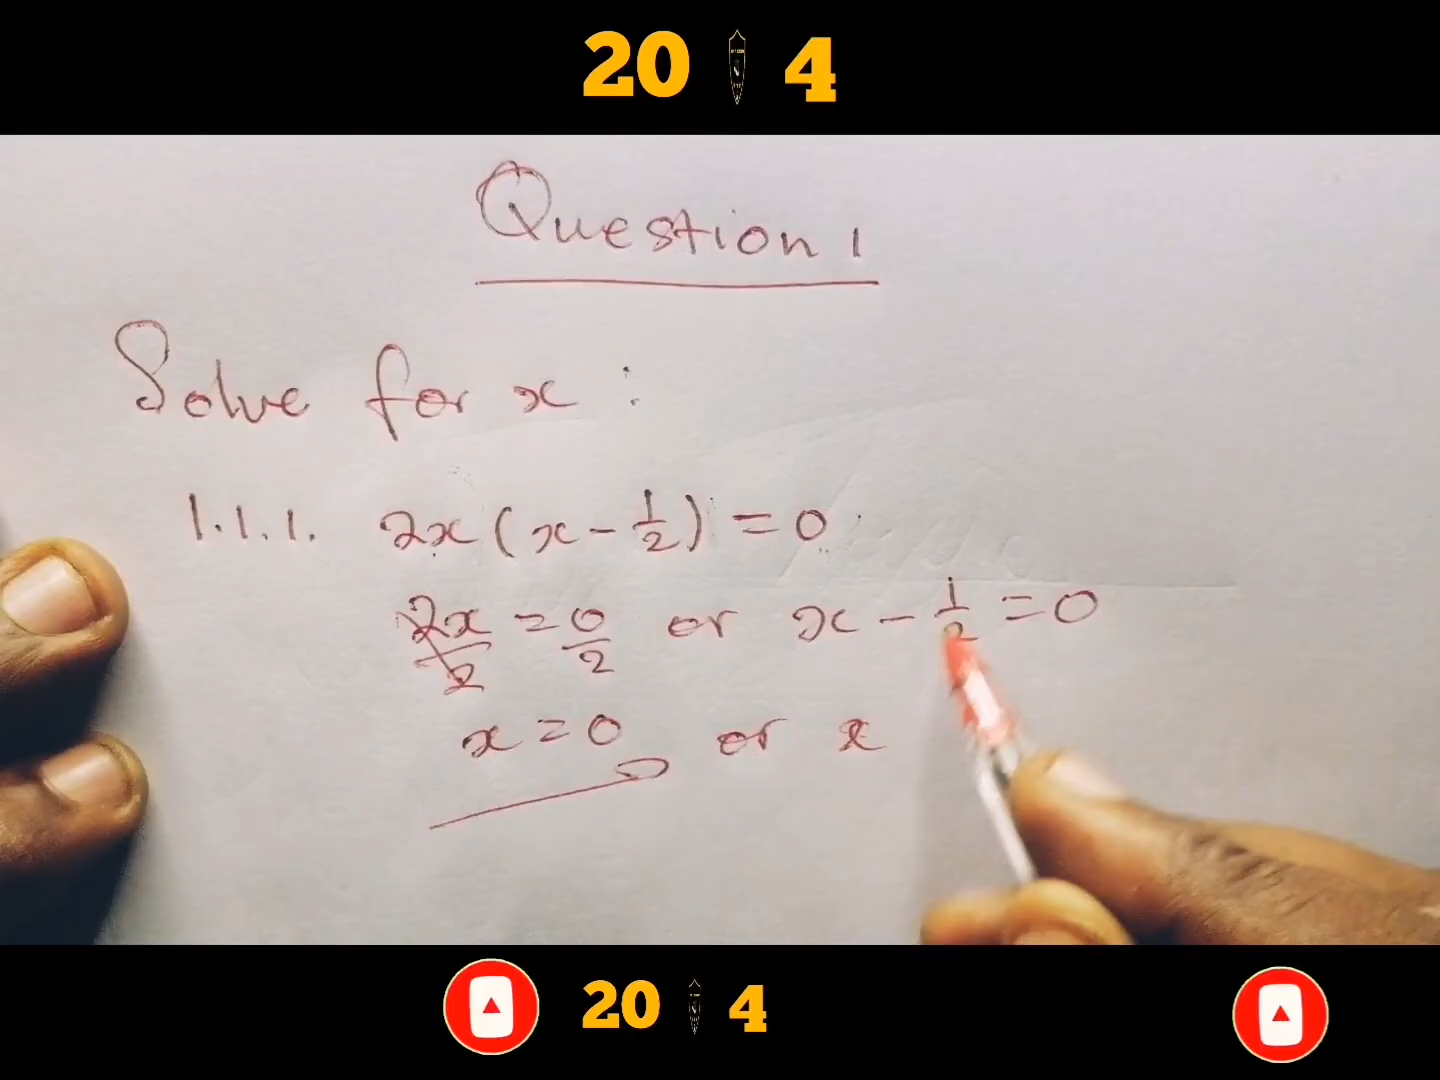 20 4
Question 1
Solve for x :
1.1.1. 2x(x - 1/2) = 0
2x/2 = 0/2 or x - 1/2 = 0
x = 0 or x
20 4